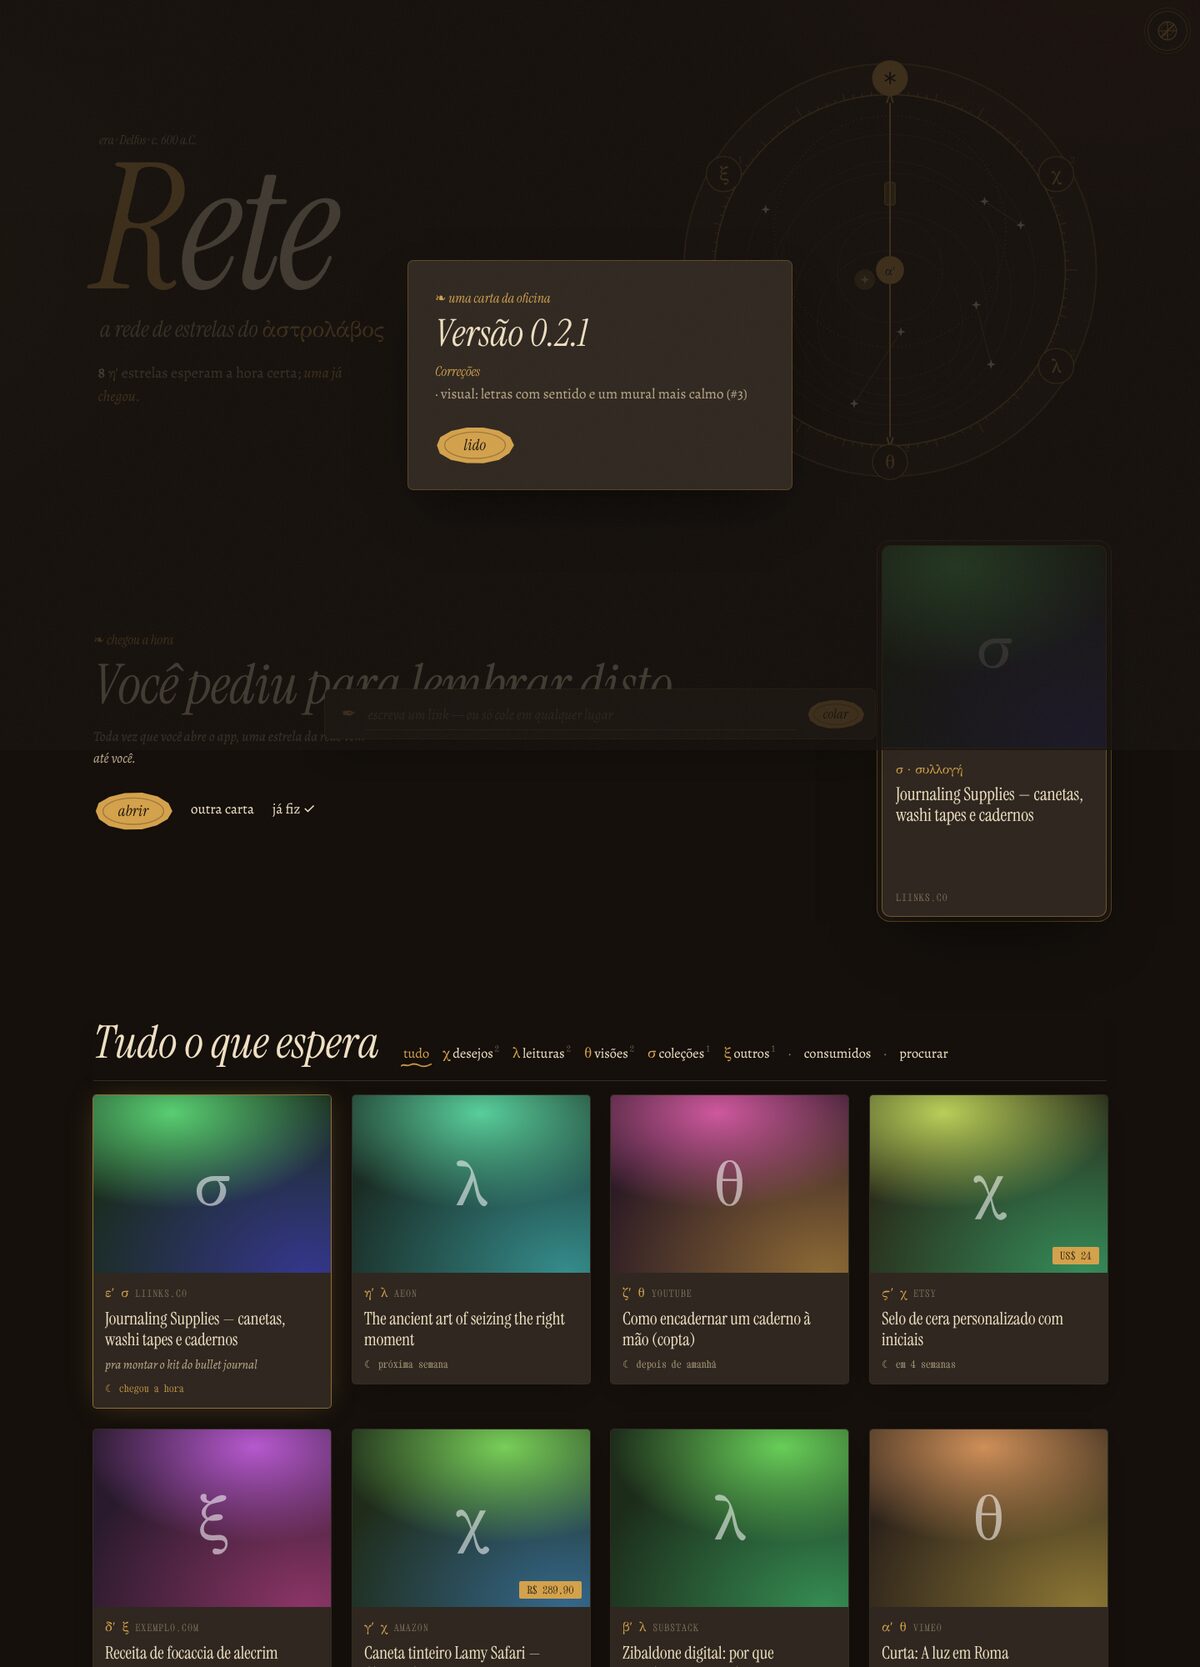 era · Delfos · c. 600 a.C.
Rete
a rede de estrelas do ἀστρολάβος
8 η′ estrelas esperam a hora certa; uma já
chegou.
ξ
χ
α′
λ
θ
❧ uma carta da oficina
Versão 0.2.1
Correções
· visual: letras com sentido e um mural mais calmo (#3)
lido
❧ chegou a hora
Você pediu para lembrar disto
Toda vez que você abre o app, uma estrela da
até você.
escreva um link — ou só cole em qualquer lugar
colar
abrir
outra carta
já fiz ✓
σ
σ · συλλογή
Journaling Supplies — canetas,
washi tapes e cadernos
LIINKS.CO
Tudo o que espera
tudo χ desejos 2 λ leituras 2 θ visões 2 σ coleções 1 ξ outros 1 · consumidos · procurar
σ
ε′ σ LIINKS.CO
Journaling Supplies — canetas,
washi tapes e cadernos
pra montar o kit do bullet journal
☾ chegou a hora
λ
η′ λ AEON
The ancient art of seizing the right
moment
☾ próxima semana
θ
ζ′ θ YOUTUBE
Como encadernar um caderno à
mão (copta)
☾ depois de amanhã
χ
US$ 24
ϛ′ χ ETSY
Selo de cera personalizado com
iniciais
☾ em 4 semanas
ξ
δ′ ξ EXEMPLO.COM
Receita de focaccia de alecrim
χ
R$ 289,90
γ′ χ AMAZON
Caneta tinteiro Lamy Safari —
λ
β′ λ SUBSTACK
Zibaldone digital: por que
θ
α′ θ VIMEO
Curta: A luz em Roma